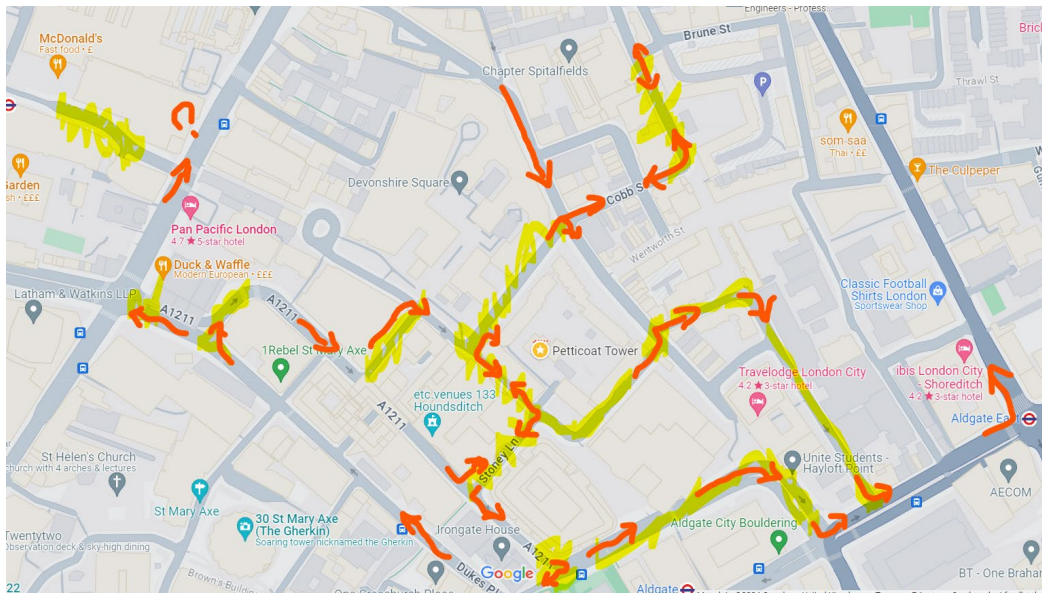 Engineers - Profess...
McDonald's
Fast food • £
Brune St
Brick
Chapter Spitalfields
P
Thrawl St
som saa
Thai • ££
The Culpeper
Garden
sh • £££
Devonshire Square
Cobb S
Pan Pacific London
4.7 ★ 5-star hotel
Wentworth St
Duck & Waffle
Modern European • £££
Latham & Watkins LLP
A1211
A1211
Classic Football
Shirts London
Sportswear Shop
1Rebel St Mary Axe
Petticoat Tower
Travelodge London City
4.2 ★ 3-star hotel
ibis London City
- Shoreditch
4.2 ★ 3-star hotel
etc.venues 133
Houndsditch
A1211
Aldgate East
Stoney Ln
St Helen's Church
church with 4 arches & lectures
Unite Students -
Hayloft Point
AECOM
St Mary Axe
30 St Mary Axe
(The Gherkin)
Soaring tower nicknamed the Gherkin
Irongate House
Aldgate City Bouldering
Twentytwo
Observation deck & sky-high dining
A1211
Google
Dukes Pl
Brown's Buildin
BT - One Braham
22
Aldgate